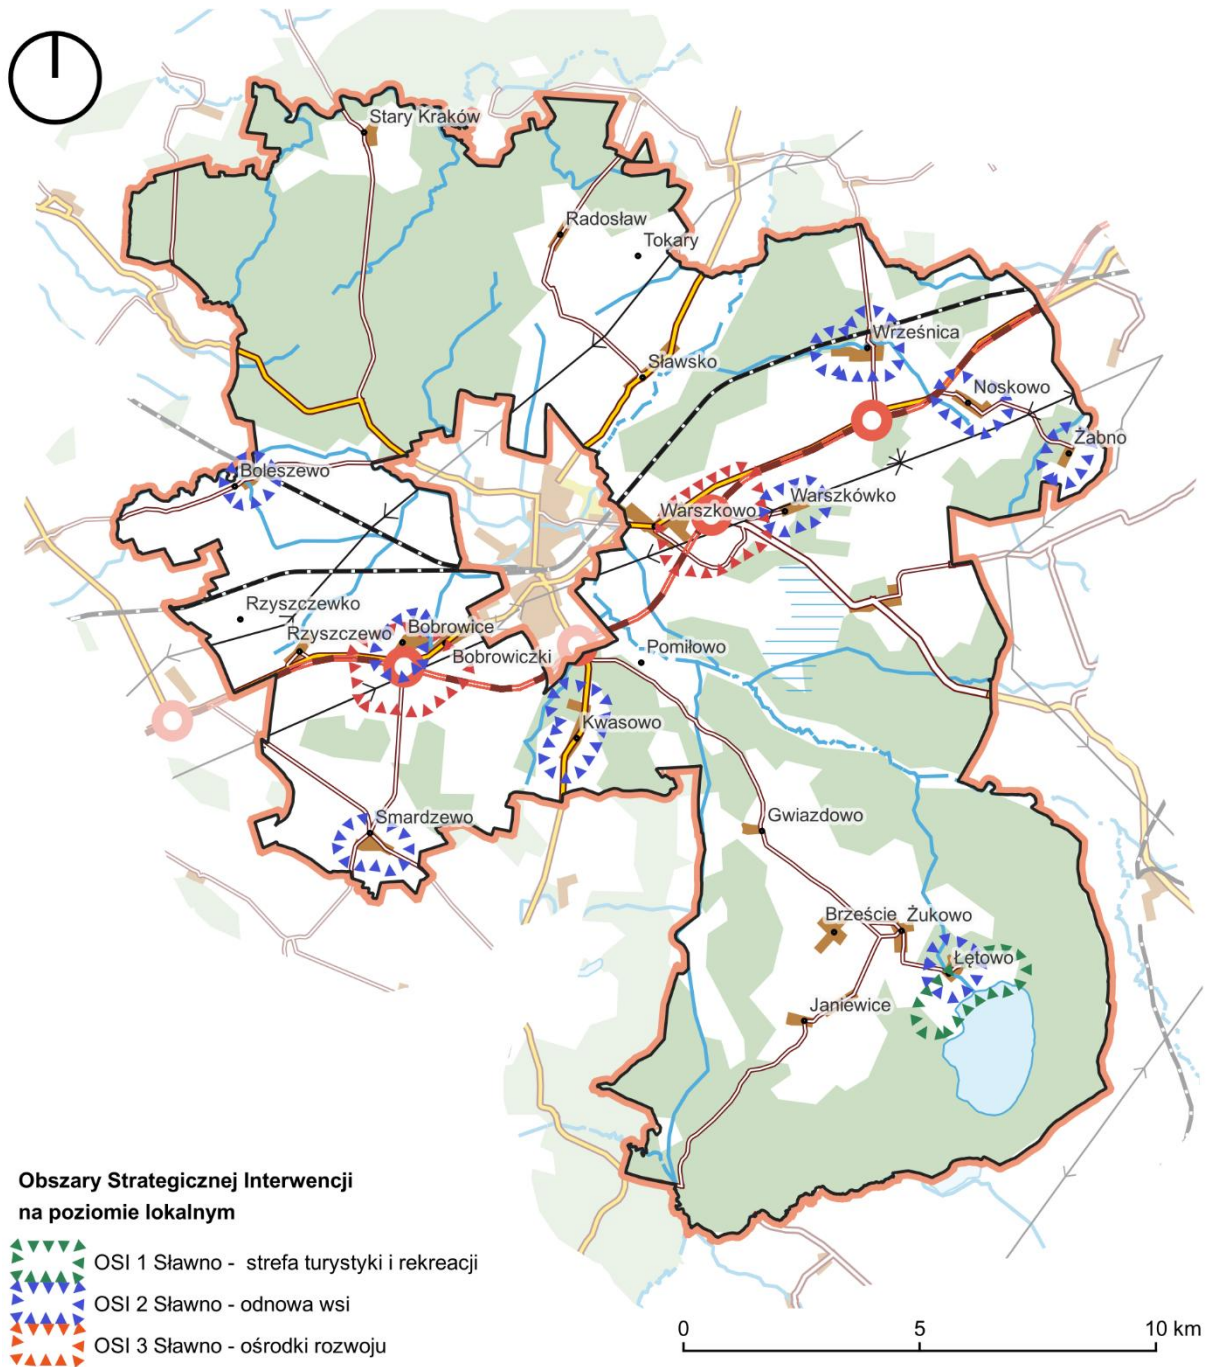 Stary Kraków
Radosław
Tokary
Sławsko
Wrześnica
Noskowo
Żabno
Boleszewo
Warszkowo
Warszkówko
Rzyszczewko
Rzyszczewo
Bobrowice
Bobrowiczki
Pomiłowo
Kwasowo
Smardzewo
Gwiazdowo
Brzeście
Żukowo
Łętowo
Janiewice
Obszary Strategicznej Interwencji
na poziomie lokalnym
OSI 1 Sławno - strefa turystyki i rekreacji
OSI 2 Sławno - odnowa wsi
OSI 3 Sławno - ośrodki rozwoju
0 5 10 km